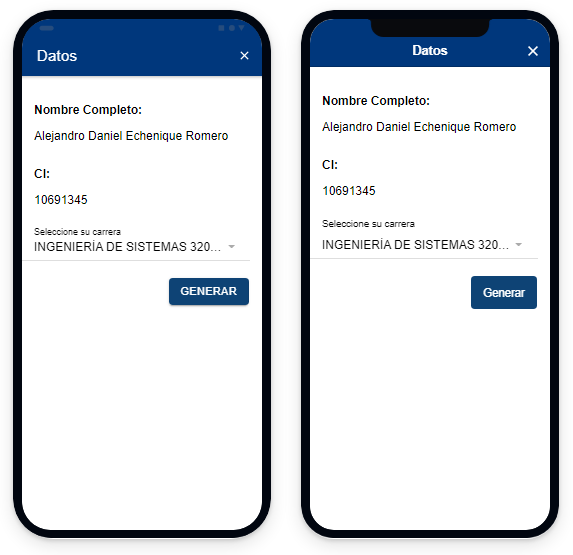 Datos ×
Nombre Completo:
Alejandro Daniel Echenique Romero
CI:
10691345
Seleccione su carrera
INGENIERÍA DE SISTEMAS 320...
GENERAR
Datos ×
Nombre Completo:
Alejandro Daniel Echenique Romero
CI:
10691345
Seleccione su carrera
INGENIERÍA DE SISTEMAS 320...
Generar